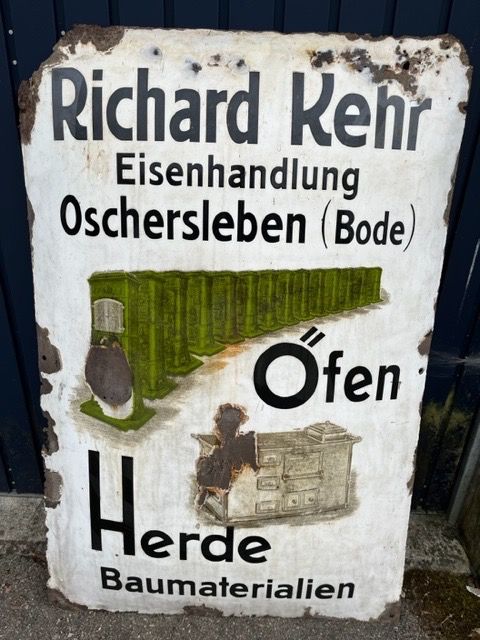 Richard Kehr
Eisenhandlung
Oschersleben (Bode)
Öfen
Herde
Baumaterialien